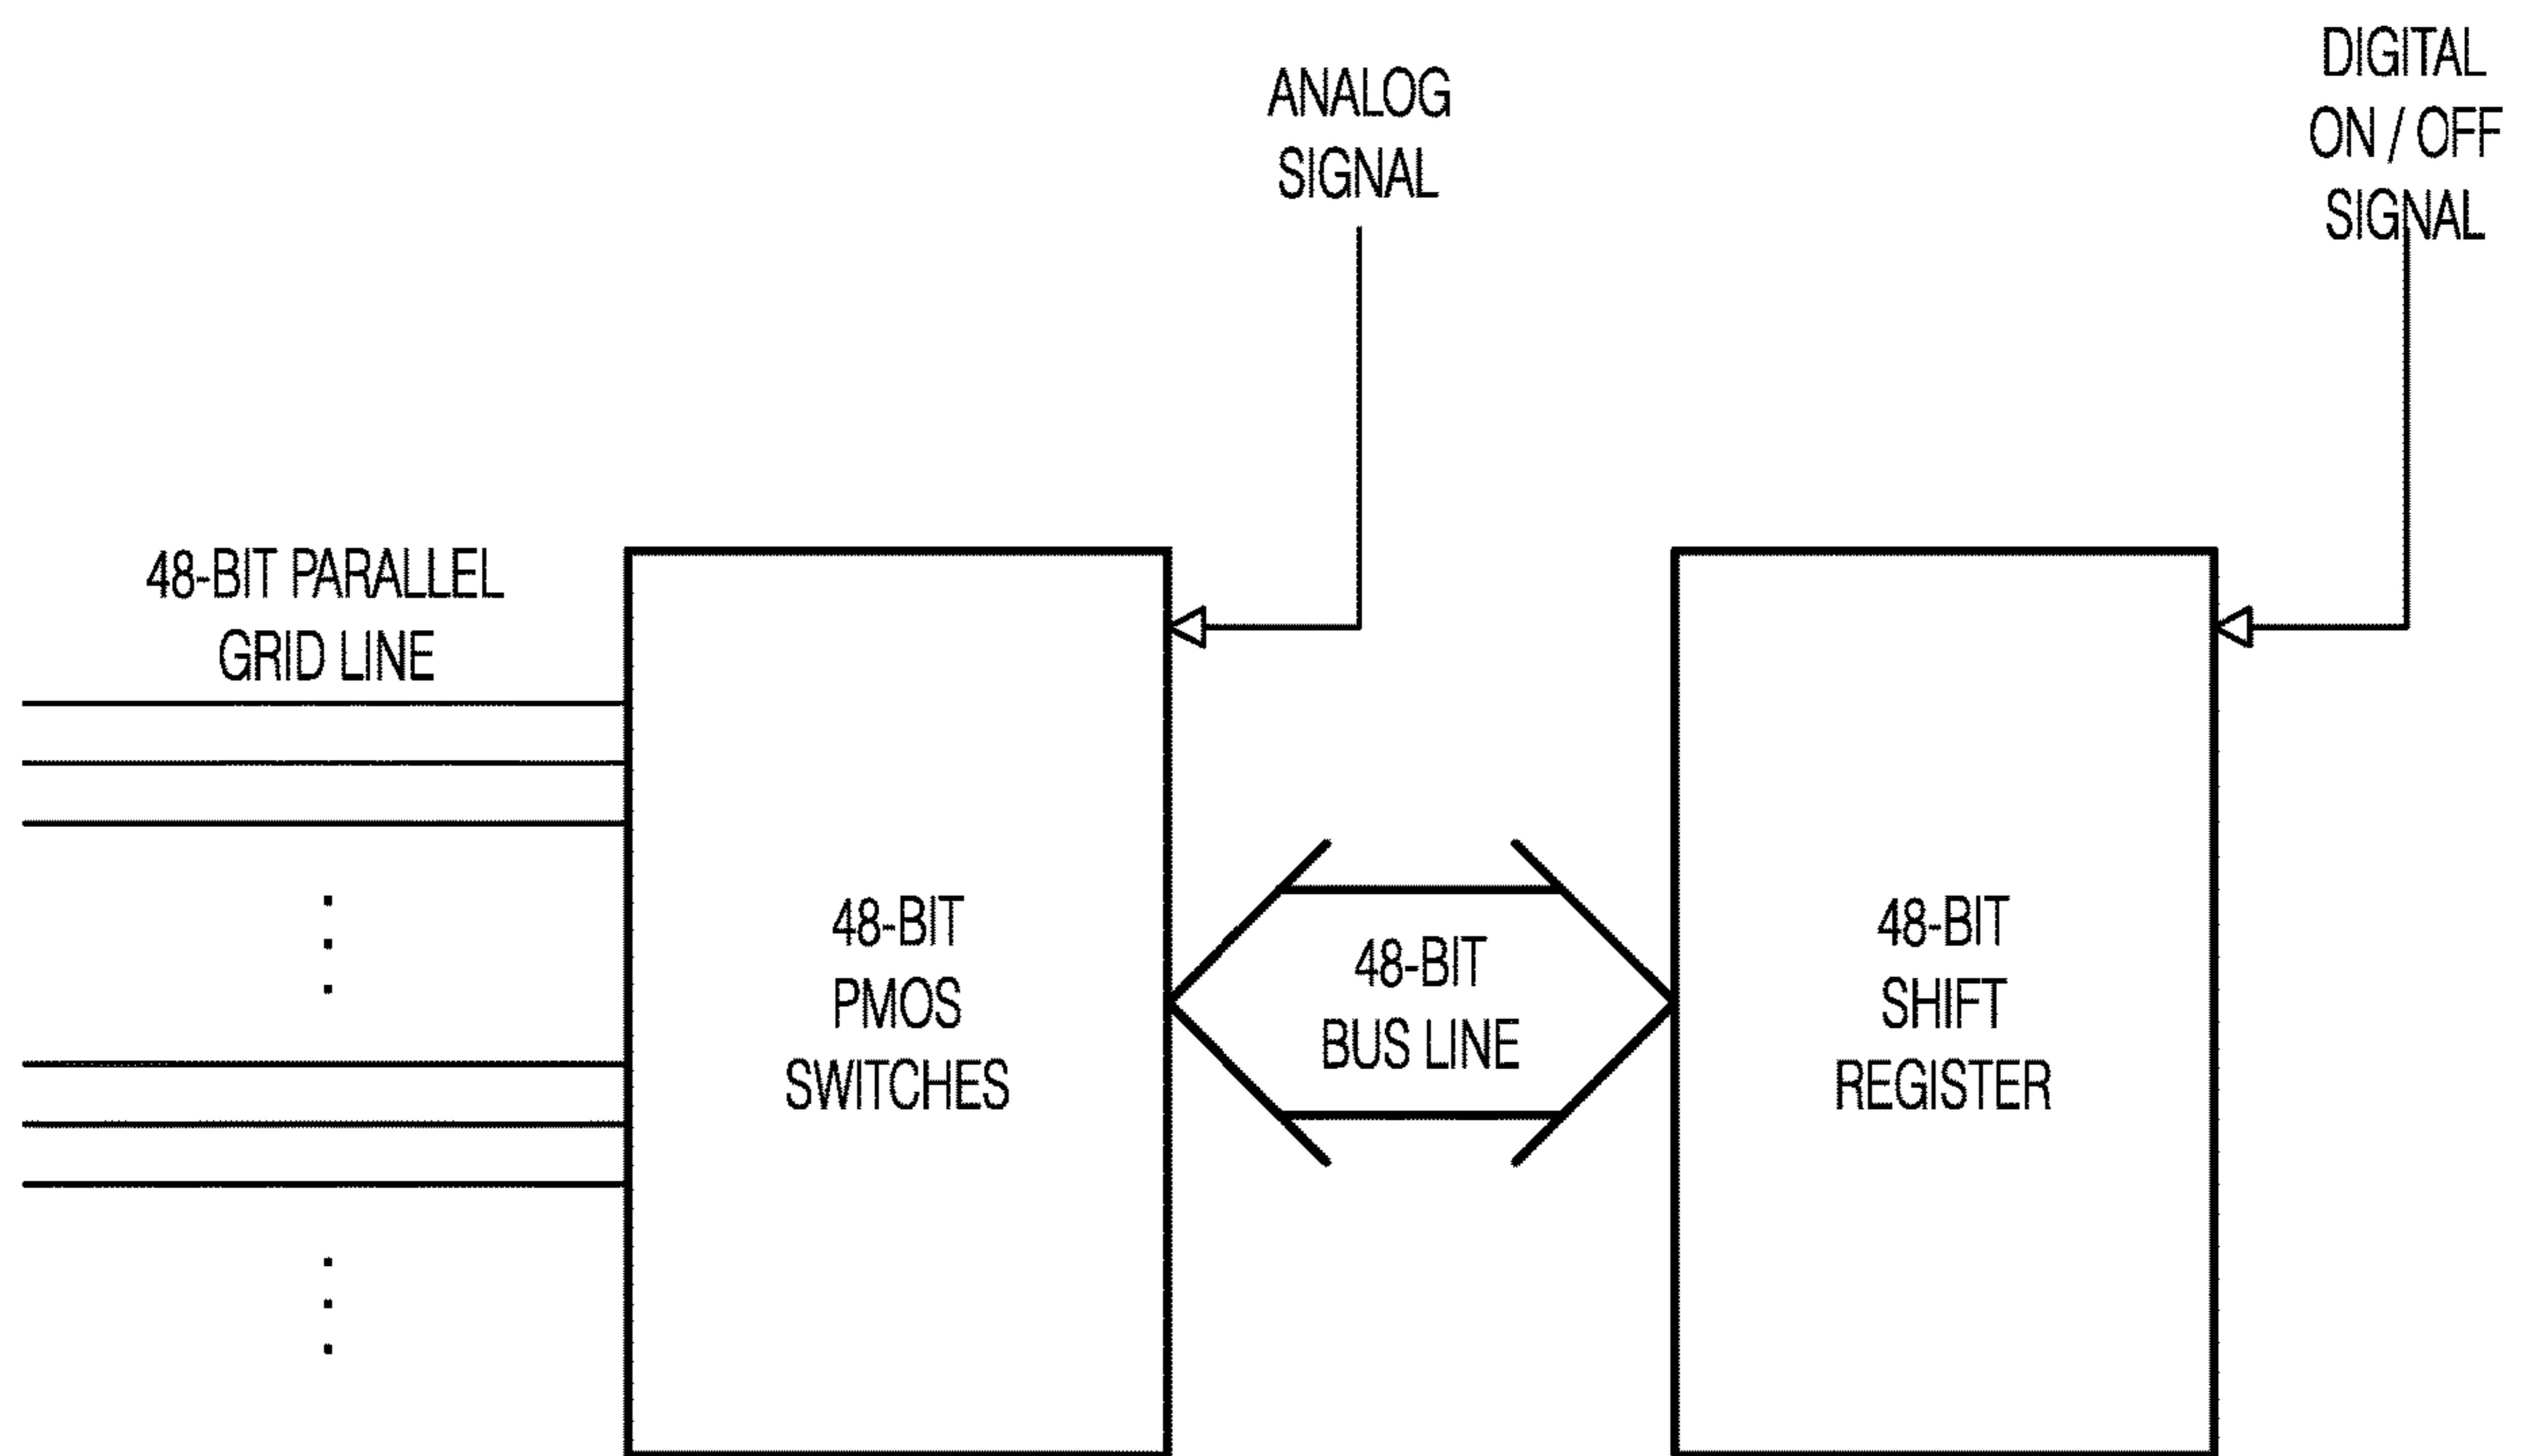 ANALOG
SIGNAL
DIGITAL
ON / OFF
SIGNAL
48-BIT PARALLEL
GRID LINE
48-BIT
PMOS
SWITCHES
48-BIT
BUS LINE
48-BIT
SHIFT
REGISTER